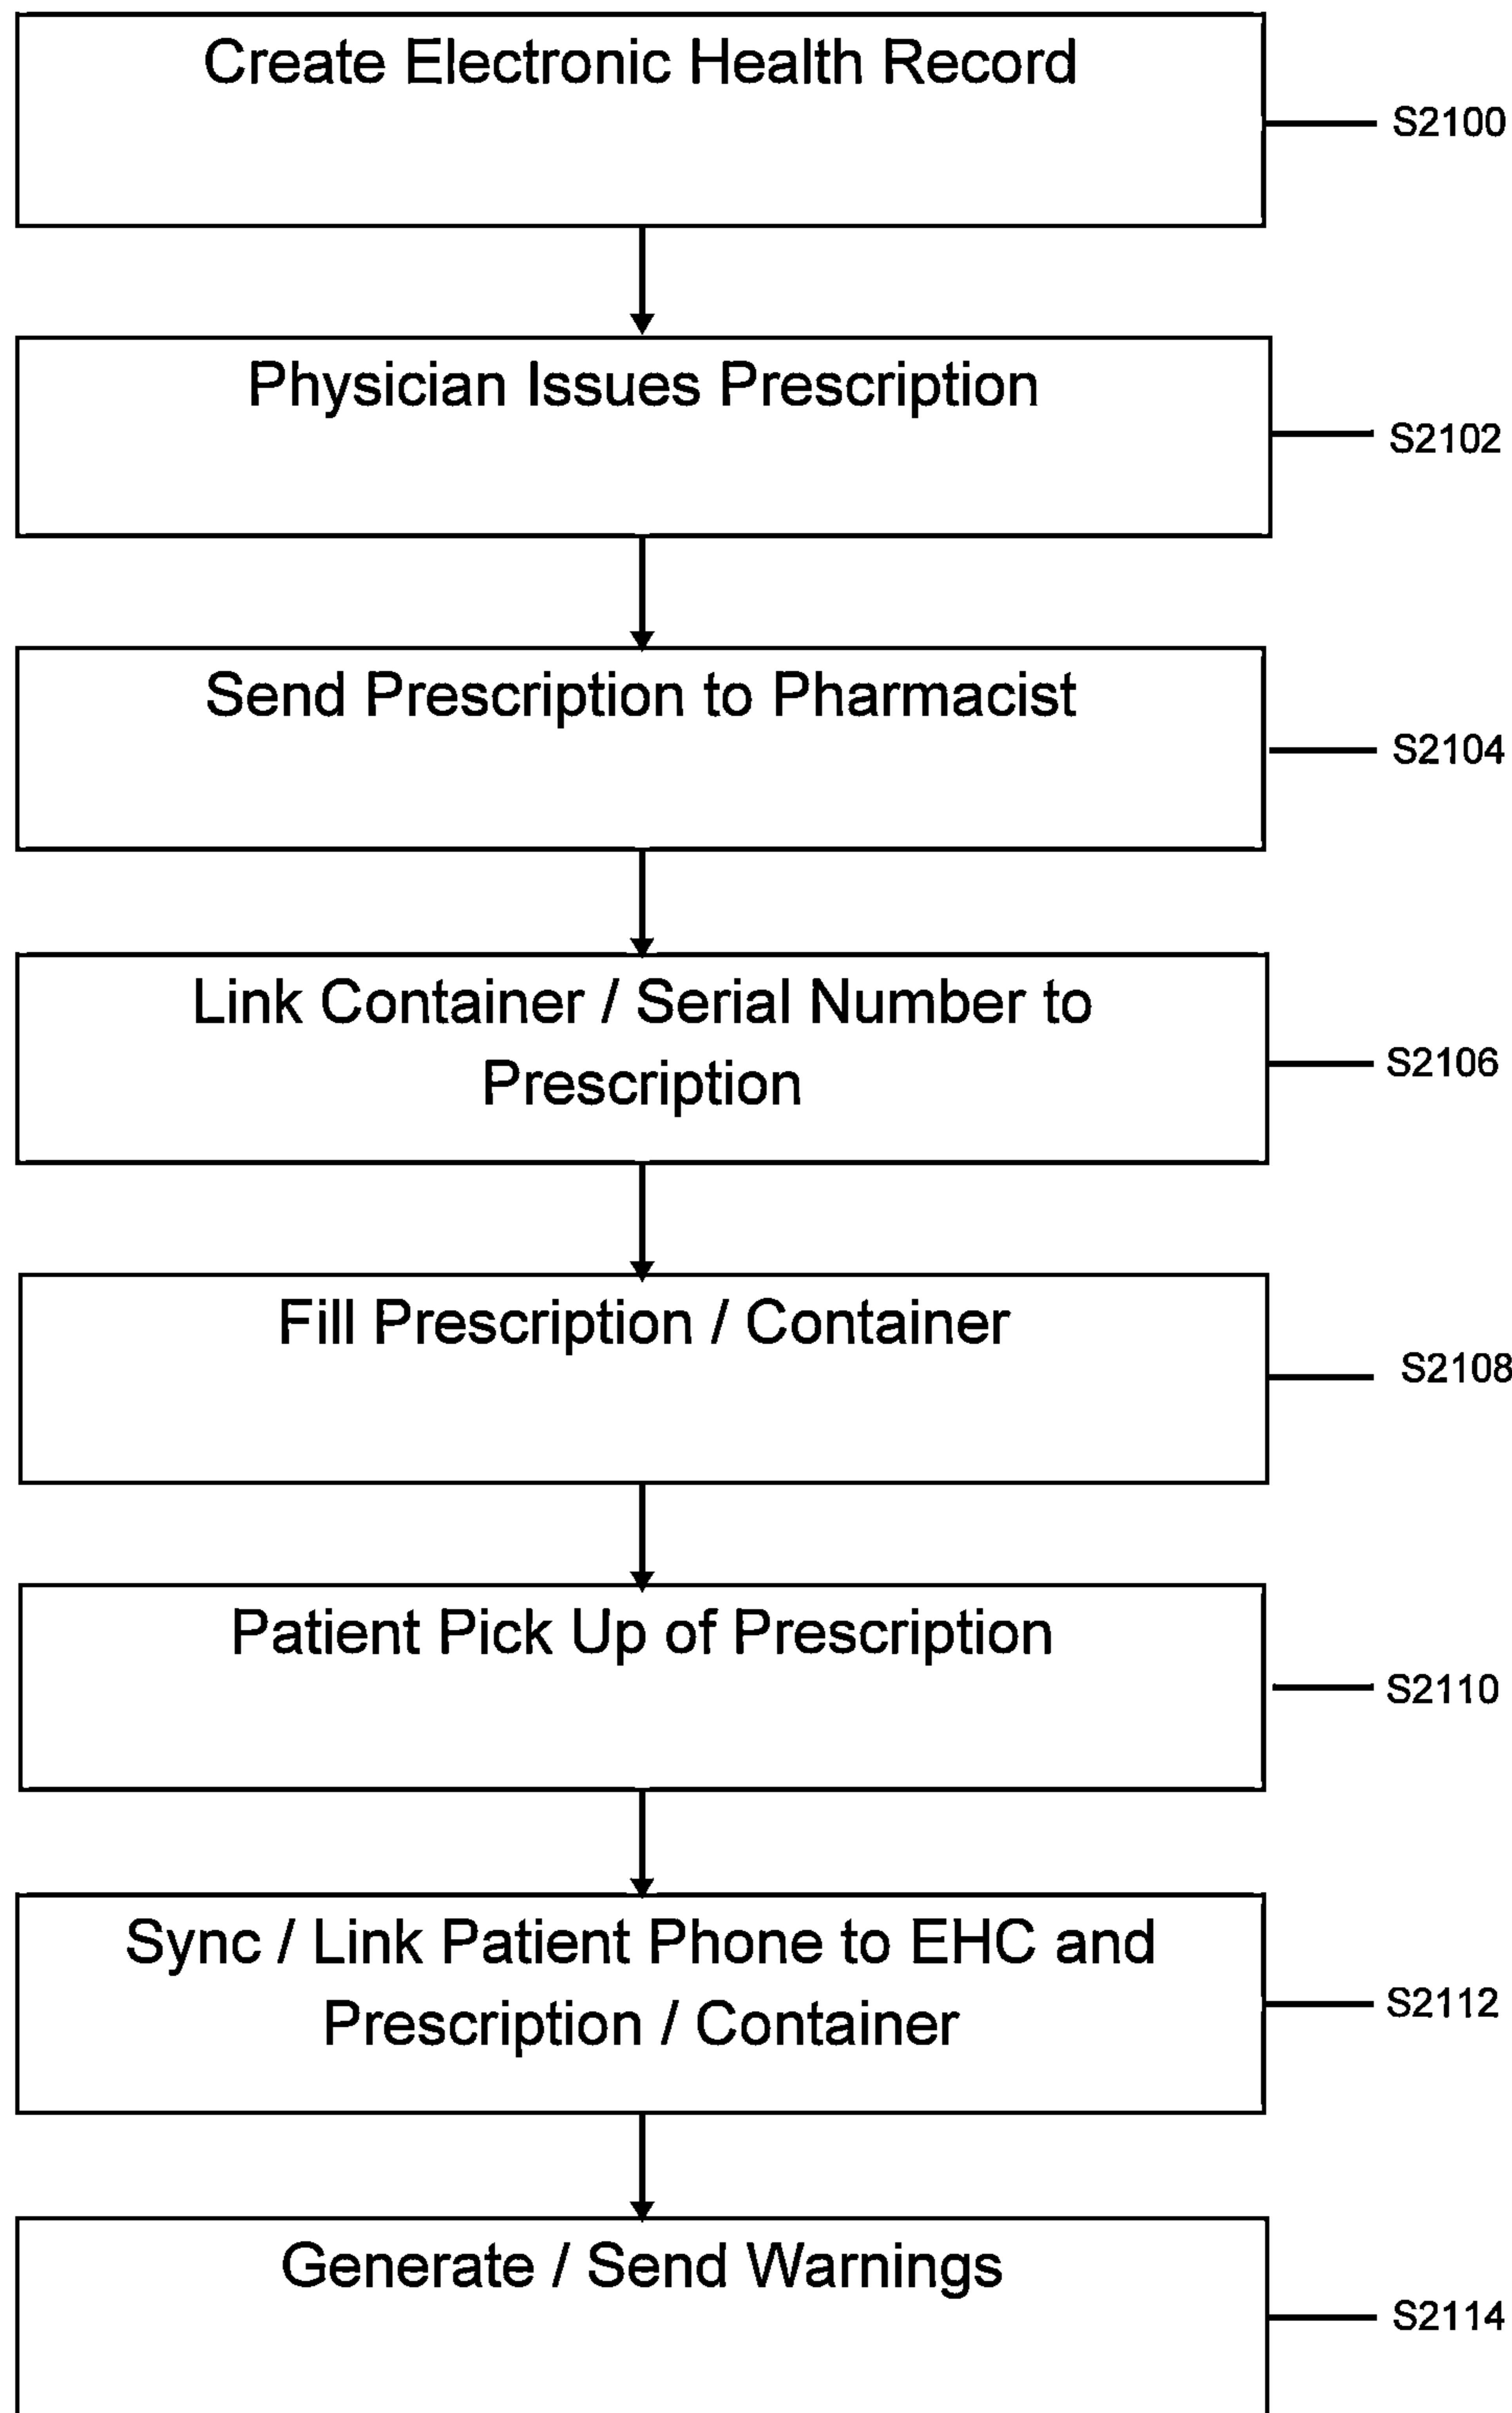 Create Electronic Health Record
S2100
Physician Issues Prescription
S2102
Send Prescription to Pharmacist
S2104
Link Container / Serial Number to
Prescription
S2106
Fill Prescription / Container
S2108
Patient Pick Up of Prescription
S2110
Sync / Link Patient Phone to EHC and
Prescription / Container
S2112
Generate / Send Warnings
S2114